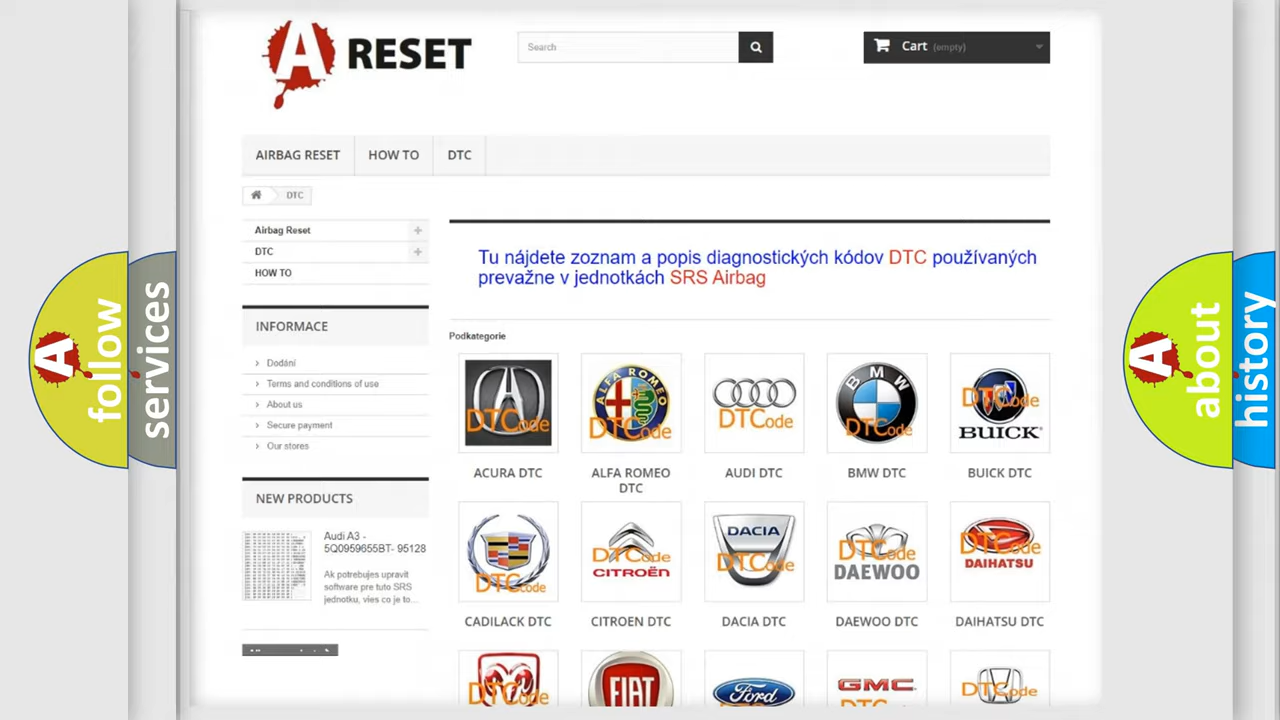 A RESET
Search
Cart (empty)
AIRBAG RESET
HOW TO
DTC
DTC
Airbag Reset
DTC
HOW TO
INFORMACE
Dodání
Terms and conditions of use
About us
Secure payment
Our stores
NEW PRODUCTS
Audi A3 -
5Q0959655BT- 95128
Ak potrebujes upravit
software pre tuto SRS
jednotku, vies co je to...
Tu nájdete zoznam a popis diagnostických kódov DTC používaných
prevažne v jednotkách SRS Airbag
Podkategorie
DTCode
ALFA ROMEO
DTCode
DTCode
BMW
DTCode
DTCode
BUICK
ACURA DTC
ALFA ROMEO
DTC
AUDI DTC
BMW DTC
BUICK DTC
DTCode
DTCode
CITROËN
DACIA
DTCode
DTCode
DAEWOO
DTCode
DAIHATSU
CADILACK DTC
CITROEN DTC
DACIA DTC
DAEWOO DTC
DAIHATSU DTC
DTCode
FIAT
Ford
GMC
DTCode
A follow
services
A about
history